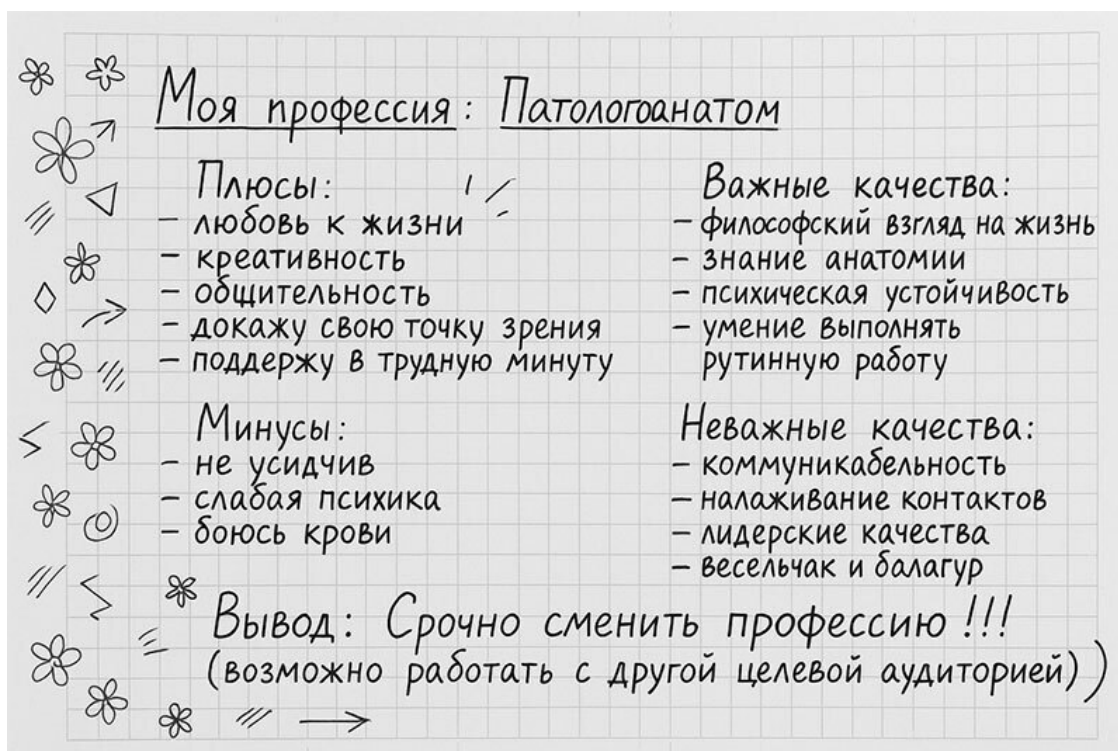 Моя профессия: Патологоанатом
Плюсы:
– любовь к жизни
– креативность
– общительность
– докажу свою точку зрения
– поддержу в трудную минуту
Важные качества:
– философский взгляд на жизнь
– знание анатомии
– психическая устойчивость
– умение выполнять
рутинную работу
Минусы:
– не усидчив
– слабая психика
– боюсь крови
Неважные качества:
– коммуникабельность
– налаживание контактов
– лидерские качества
– весельчак и балагур
Вывод: Срочно сменить профессию!!!
(возможно работать с другой целевой аудиторией))